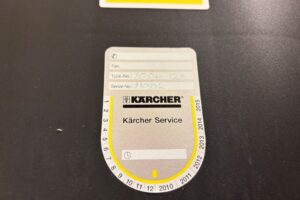 Fax
Type-No.:
Serial-No.:
KÄRCHER
Kärcher Service
1 2 3 4 5 6 7 8 9 10 11 12 2010 2011 2012 2013 2014 2015